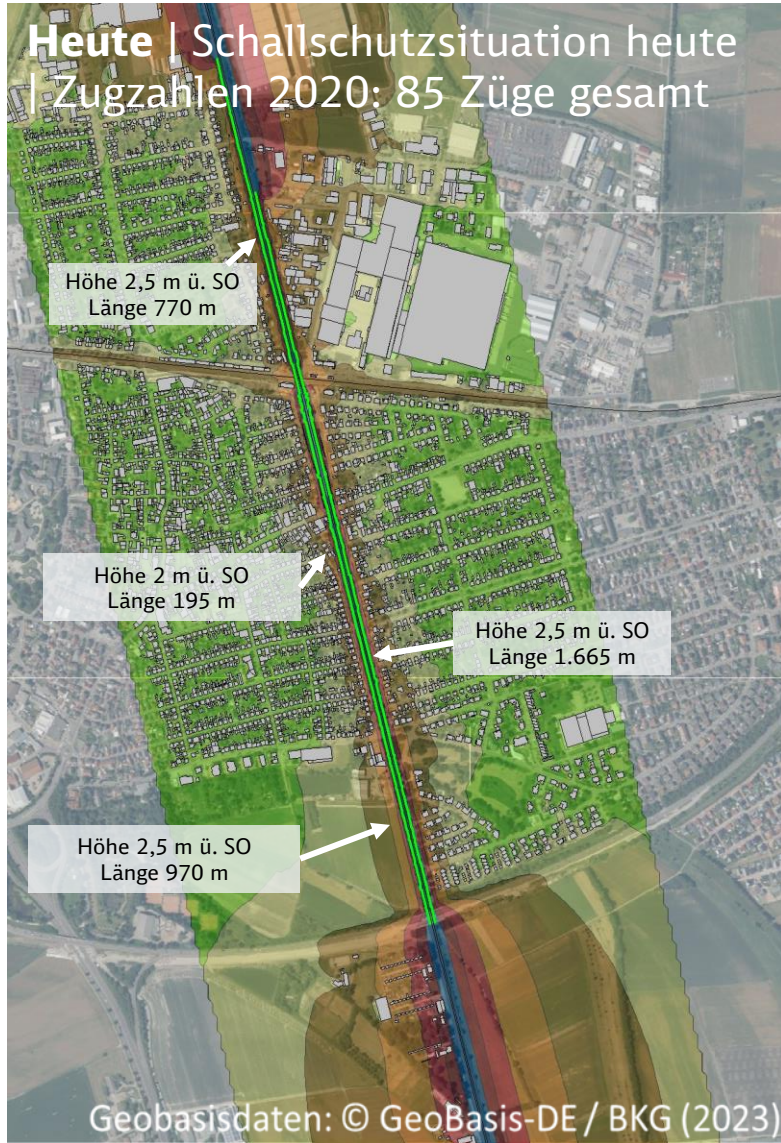 Heute | Schallschutzsituation heute
| Zugzahlen 2020: 85 Züge gesamt
Höhe 2,5 m ü. SO
Länge 770 m
Höhe 2 m ü. SO
Länge 195 m
Höhe 2,5 m ü. SO
Länge 1.665 m
Höhe 2,5 m ü. SO
Länge 970 m
Geobasisdaten: © GeoBasis-DE / BKG (2023)